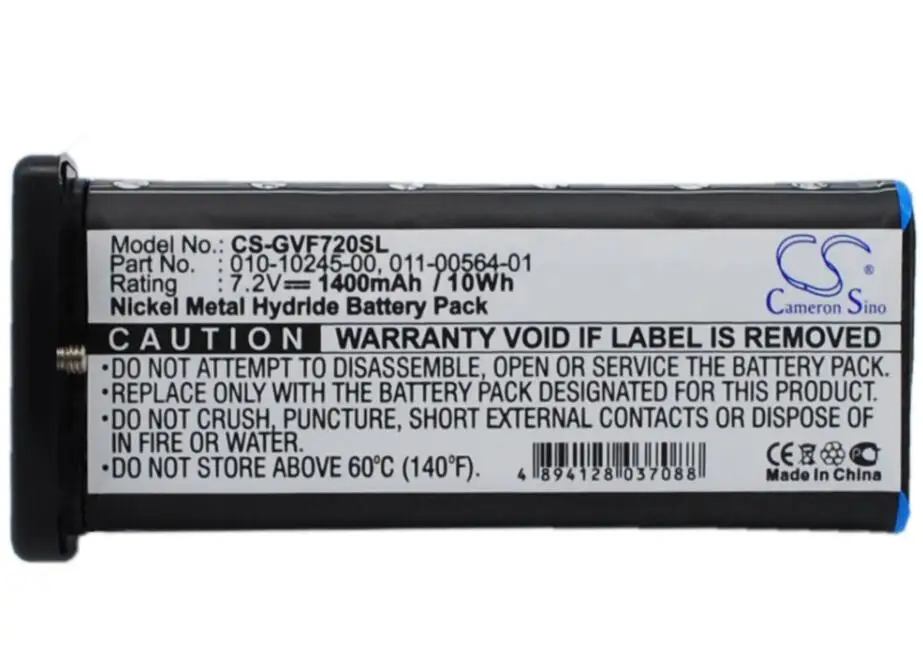 Model No.: CS-GVF720SL
Part No. : 010-10245-00, 011-00564-01
Rating : 7.2V⎓ 1400mAh / 10Wh
Nickel Metal Hydride Battery Pack
CS ®
Cameron Sino
CAUTION WARRANTY VOID IF LABEL IS REMOVED
•DO NOT ATTEMPT TO DISASSEMBLE, OPEN OR SERVICE THE BATTERY PACK.
•REPLACE ONLY WITH THE BATTERY PACK DESIGNATED FOR THIS PRODUCT.
•DO NOT CRUSH, PUNCTURE, SHORT EXTERNAL CONTACTS OR DISPOSE OF
IN FIRE OR WATER.
•DO NOT STORE ABOVE 60°C (140°F).
4 894128 037088
CE
Made in China